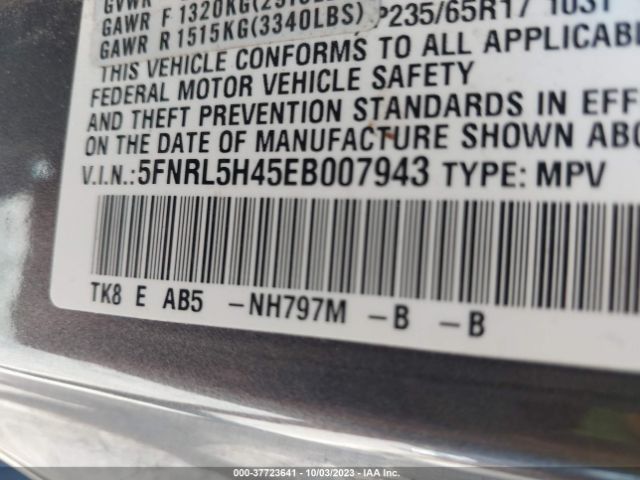 GVWR
GAWR F 1320KG(2910LBS) P235/65R17 103T
GAWR R 1515KG(3340LBS)
THIS VEHICLE CONFORMS TO ALL APPLICABL
FEDERAL MOTOR VEHICLE SAFETY
AND THEFT PREVENTION STANDARDS IN EFF
ON THE DATE OF MANUFACTURE SHOWN ABO
V.I.N.:5FNRL5H45EB007943 TYPE: MPV
TK8 E AB5 -NH797M -B -B
000-37723641 - 10/03/2023 - IAA Inc.